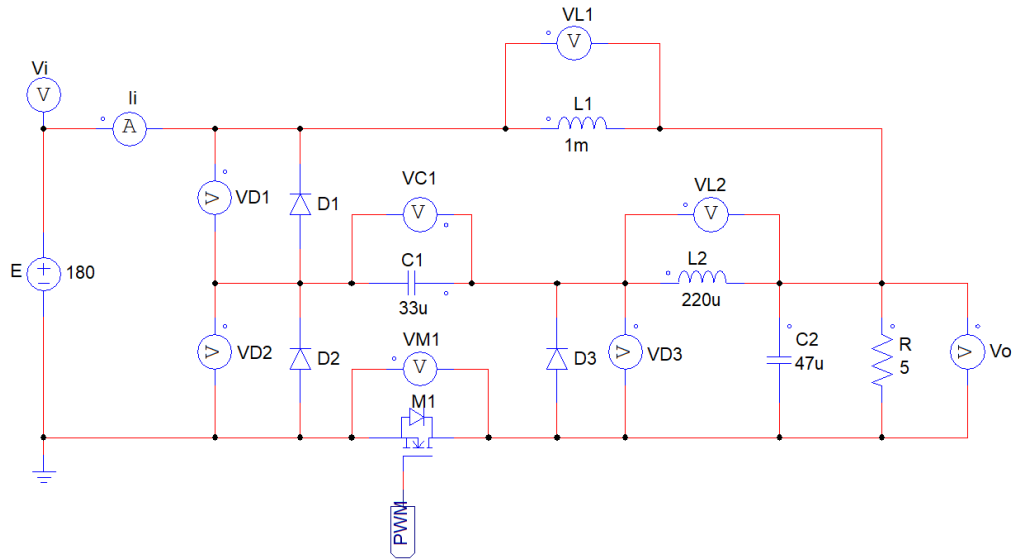 VL1
V
Vi
V
Ii
A
L1
1m
VC1
V
VL2
V
V
VD1
D1
C1
33u
L2
220u
E
180
VM1
V
V
VD2
D2
D3
V
VD3
C2
47u
R
5
V
Vo
M1
PWM